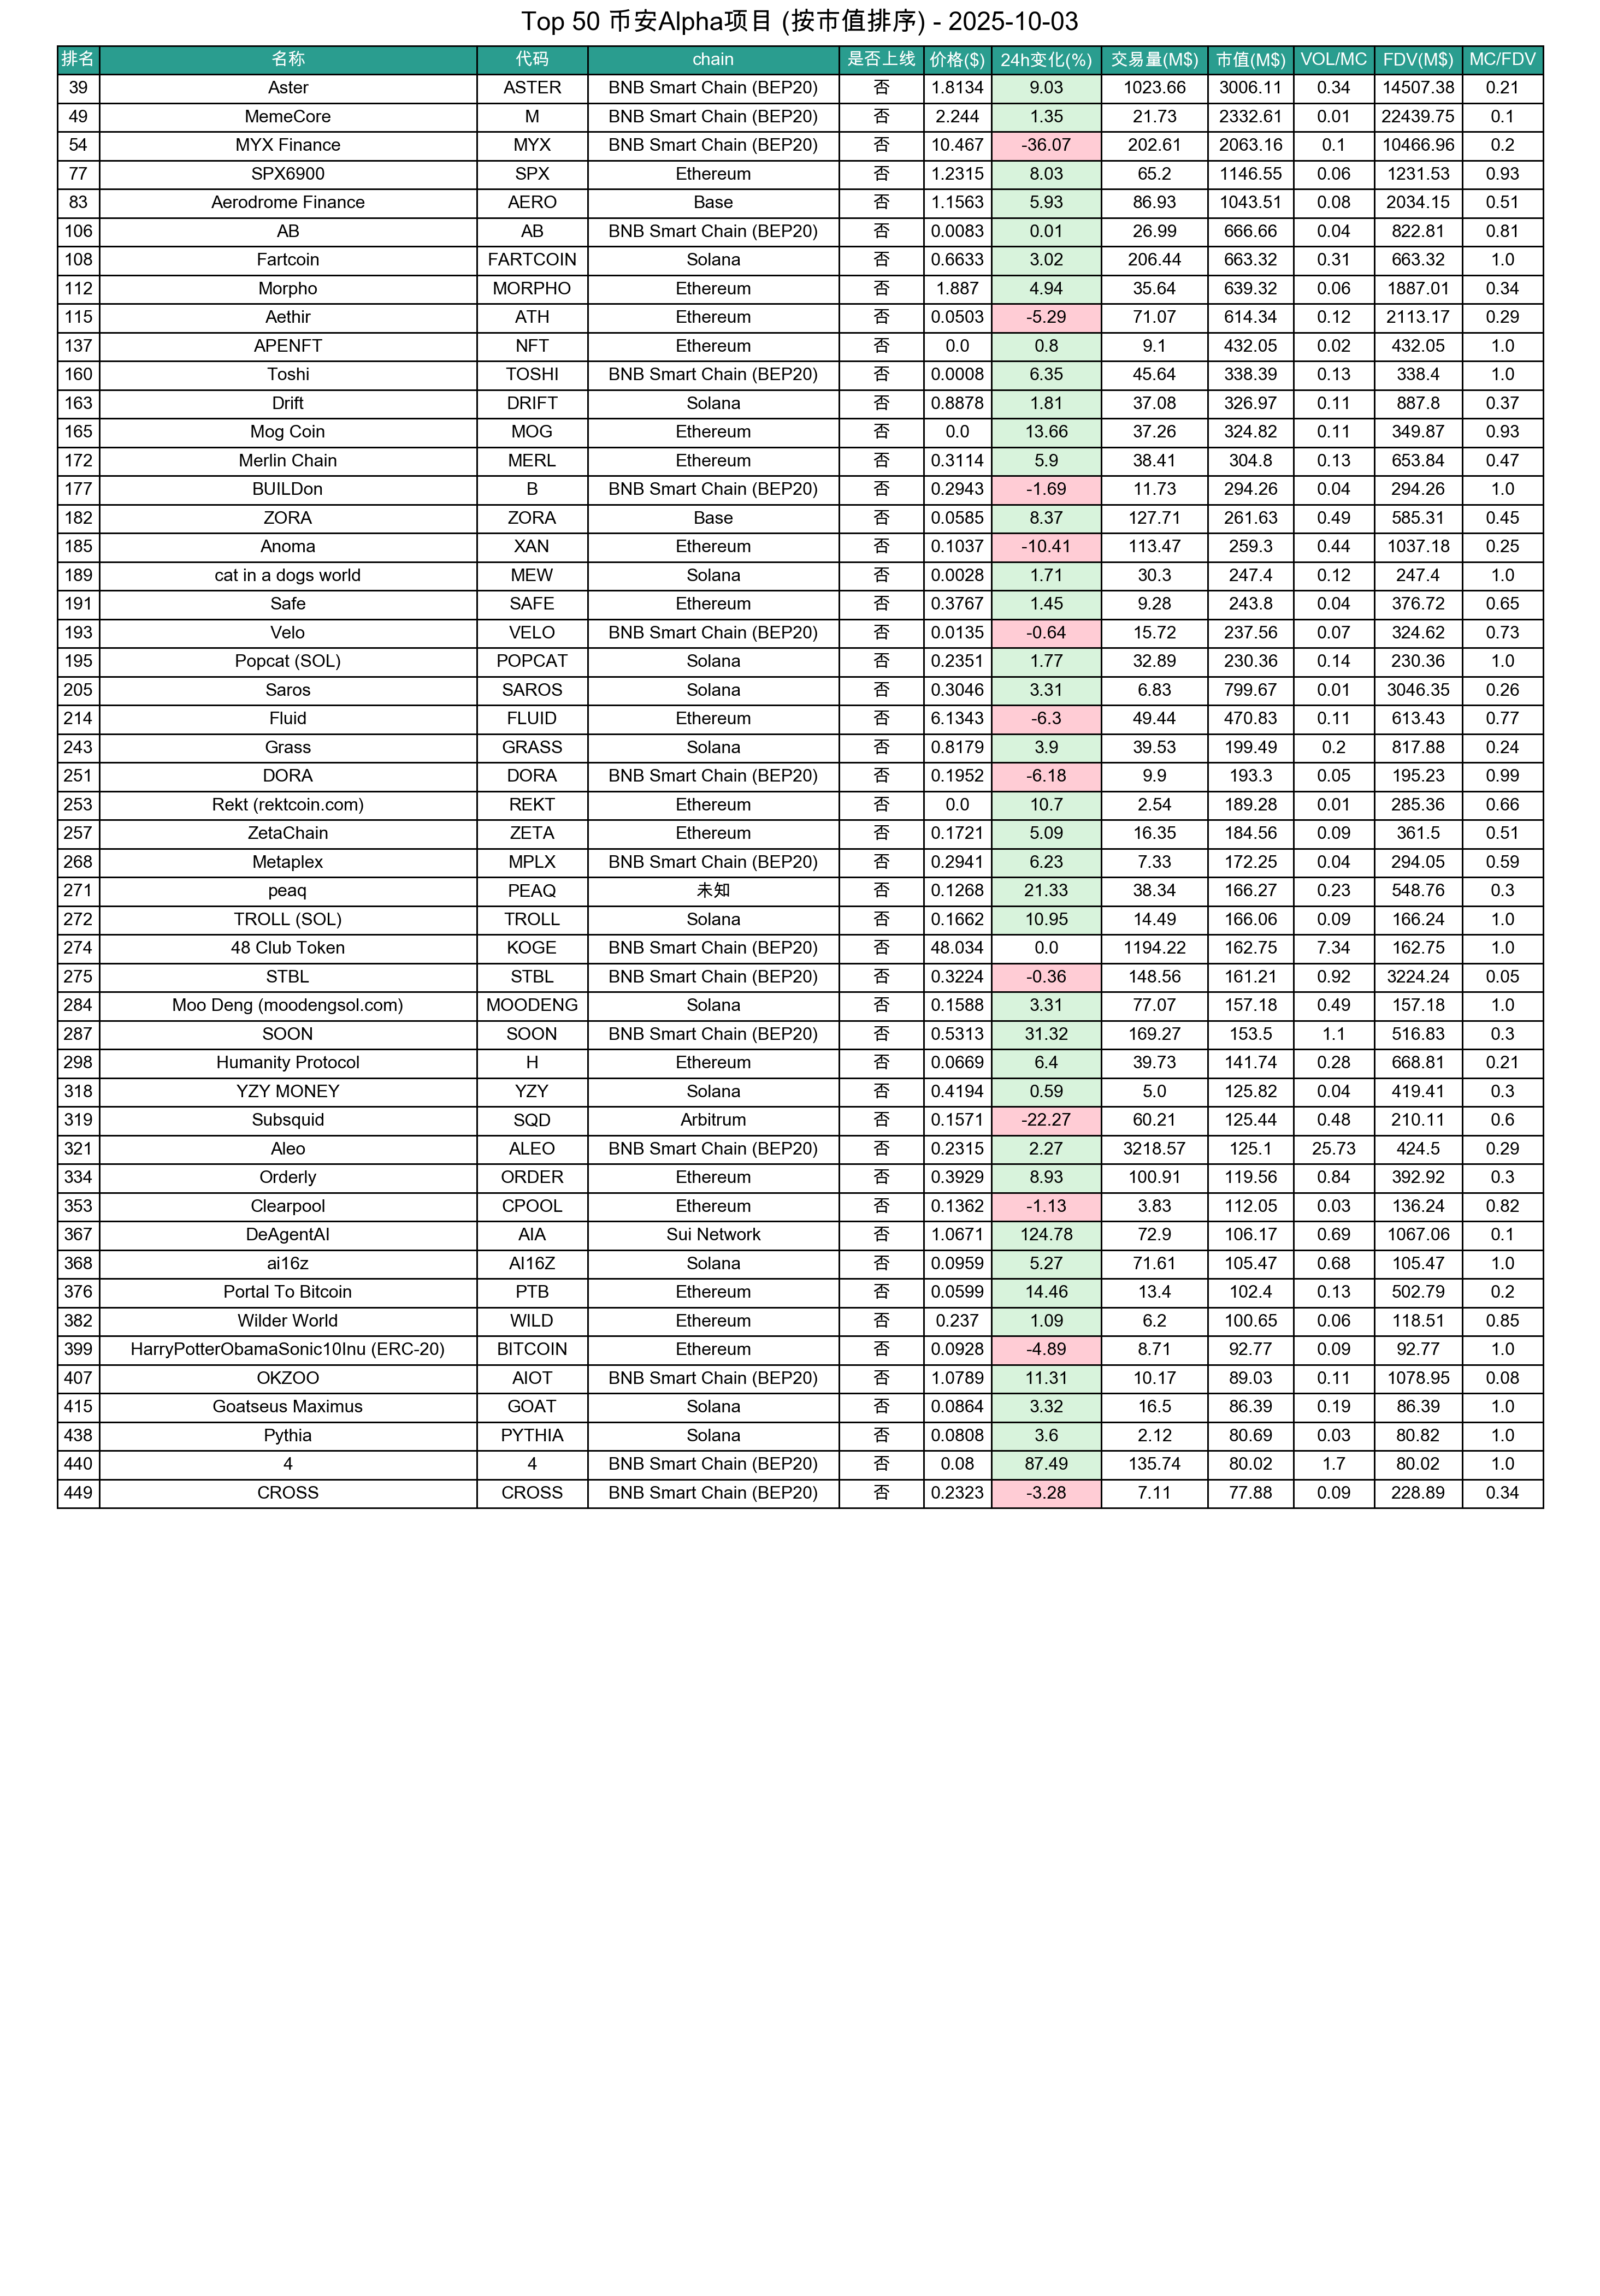 Top 50 币安Alpha项目 (按市值排序) - 2025-10-03
排名 名称 代码 chain 是否上线 价格($) 24h变化(%) 交易量(M$) 市值(M$) VOL/MC FDV(M$) MC/FDV
39 Aster ASTER BNB Smart Chain (BEP20) 否 1.8134 9.03 1023.66 3006.11 0.34 14507.38 0.21
49 MemeCore M BNB Smart Chain (BEP20) 否 2.244 1.35 21.73 2332.61 0.01 22439.75 0.1
54 MYX Finance MYX BNB Smart Chain (BEP20) 否 10.467 -36.07 202.61 2063.16 0.1 10466.96 0.2
77 SPX6900 SPX Ethereum 否 1.2315 8.03 65.2 1146.55 0.06 1231.53 0.93
83 Aerodrome Finance AERO Base 否 1.1563 5.93 86.93 1043.51 0.08 2034.15 0.51
106 AB AB BNB Smart Chain (BEP20) 否 0.0083 0.01 26.99 666.66 0.04 822.81 0.81
108 Fartcoin FARTCOIN Solana 否 0.6633 3.02 206.44 663.32 0.31 663.32 1.0
112 Morpho MORPHO Ethereum 否 1.887 4.94 35.64 639.32 0.06 1887.01 0.34
115 Aethir ATH Ethereum 否 0.0503 -5.29 71.07 614.34 0.12 2113.17 0.29
137 APENFT NFT Ethereum 否 0.0 0.8 9.1 432.05 0.02 432.05 1.0
160 Toshi TOSHI BNB Smart Chain (BEP20) 否 0.0008 6.35 45.64 338.39 0.13 338.4 1.0
163 Drift DRIFT Solana 否 0.8878 1.81 37.08 326.97 0.11 887.8 0.37
165 Mog Coin MOG Ethereum 否 0.0 13.66 37.26 324.82 0.11 349.87 0.93
172 Merlin Chain MERL Ethereum 否 0.3114 5.9 38.41 304.8 0.13 653.84 0.47
177 BUILDon B BNB Smart Chain (BEP20) 否 0.2943 -1.69 11.73 294.26 0.04 294.26 1.0
182 ZORA ZORA Base 否 0.0585 8.37 127.71 261.63 0.49 585.31 0.45
185 Anoma XAN Ethereum 否 0.1037 -10.41 113.47 259.3 0.44 1037.18 0.25
189 cat in a dogs world MEW Solana 否 0.0028 1.71 30.3 247.4 0.12 247.4 1.0
191 Safe SAFE Ethereum 否 0.3767 1.45 9.28 243.8 0.04 376.72 0.65
193 Velo VELO BNB Smart Chain (BEP20) 否 0.0135 -0.64 15.72 237.56 0.07 324.62 0.73
195 Popcat (SOL) POPCAT Solana 否 0.2351 1.77 32.89 230.36 0.14 230.36 1.0
205 Saros SAROS Solana 否 0.3046 3.31 6.83 799.67 0.01 3046.35 0.26
214 Fluid FLUID Ethereum 否 6.1343 -6.3 49.44 470.83 0.11 613.43 0.77
243 Grass GRASS Solana 否 0.8179 3.9 39.53 199.49 0.2 817.88 0.24
251 DORA DORA BNB Smart Chain (BEP20) 否 0.1952 -6.18 9.9 193.3 0.05 195.23 0.99
253 Rekt (rektcoin.com) REKT Ethereum 否 0.0 10.7 2.54 189.28 0.01 285.36 0.66
257 ZetaChain ZETA Ethereum 否 0.1721 5.09 16.35 184.56 0.09 361.5 0.51
268 Metaplex MPLX BNB Smart Chain (BEP20) 否 0.2941 6.23 7.33 172.25 0.04 294.05 0.59
271 peaq PEAQ 未知 否 0.1268 21.33 38.34 166.27 0.23 548.76 0.3
272 TROLL (SOL) TROLL Solana 否 0.1662 10.95 14.49 166.06 0.09 166.24 1.0
274 48 Club Token KOGE BNB Smart Chain (BEP20) 否 48.034 0.0 1194.22 162.75 7.34 162.75 1.0
275 STBL STBL BNB Smart Chain (BEP20) 否 0.3224 -0.36 148.56 161.21 0.92 3224.24 0.05
284 Moo Deng (moodengsol.com) MOODENG Solana 否 0.1588 3.31 77.07 157.18 0.49 157.18 1.0
287 SOON SOON BNB Smart Chain (BEP20) 否 0.5313 31.32 169.27 153.5 1.1 516.83 0.3
298 Humanity Protocol H Ethereum 否 0.0669 6.4 39.73 141.74 0.28 668.81 0.21
318 YZY MONEY YZY Solana 否 0.4194 0.59 5.0 125.82 0.04 419.41 0.3
319 Subsquid SQD Arbitrum 否 0.1571 -22.27 60.21 125.44 0.48 210.11 0.6
321 Aleo ALEO BNB Smart Chain (BEP20) 否 0.2315 2.27 3218.57 125.1 25.73 424.5 0.29
334 Orderly ORDER Ethereum 否 0.3929 8.93 100.91 119.56 0.84 392.92 0.3
353 Clearpool CPOOL Ethereum 否 0.1362 -1.13 3.83 112.05 0.03 136.24 0.82
367 DeAgentAI AIA Sui Network 否 1.0671 124.78 72.9 106.17 0.69 1067.06 0.1
368 ai16z AI16Z Solana 否 0.0959 5.27 71.61 105.47 0.68 105.47 1.0
376 Portal To Bitcoin PTB Ethereum 否 0.0599 14.46 13.4 102.4 0.13 502.79 0.2
382 Wilder World WILD Ethereum 否 0.237 1.09 6.2 100.65 0.06 118.51 0.85
399 HarryPotterObamaSonic10Inu (ERC-20) BITCOIN Ethereum 否 0.0928 -4.89 8.71 92.77 0.09 92.77 1.0
407 OKZOO AIOT BNB Smart Chain (BEP20) 否 1.0789 11.31 10.17 89.03 0.11 1078.95 0.08
415 Goatseus Maximus GOAT Solana 否 0.0864 3.32 16.5 86.39 0.19 86.39 1.0
438 Pythia PYTHIA Solana 否 0.0808 3.6 2.12 80.69 0.03 80.82 1.0
440 4 4 BNB Smart Chain (BEP20) 否 0.08 87.49 135.74 80.02 1.7 80.02 1.0
449 CROSS CROSS BNB Smart Chain (BEP20) 否 0.2323 -3.28 7.11 77.88 0.09 228.89 0.34